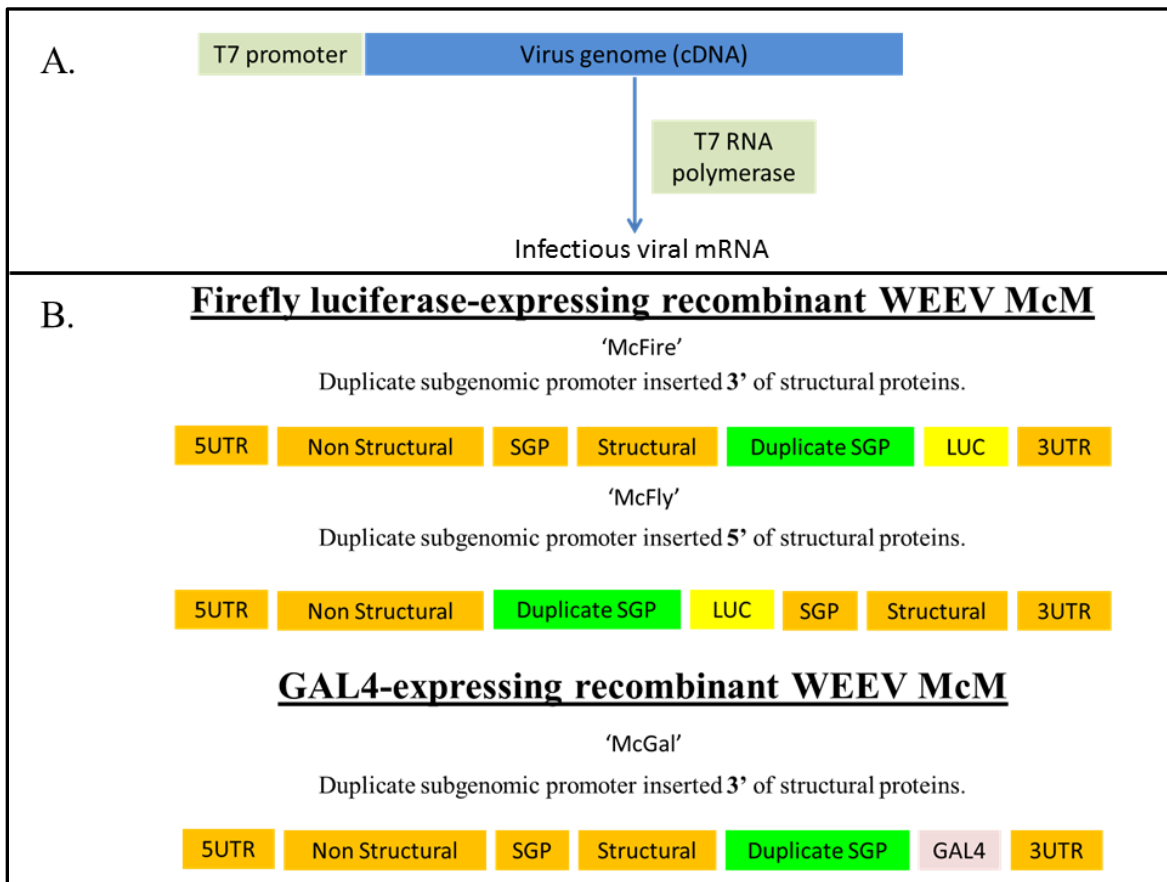 A.
T7 promoter
Virus genome (cDNA)
T7 RNA
polymerase
Infectious viral mRNA
B.
Firefly luciferase-expressing recombinant WEEV McM
‘McFire’
Duplicate subgenomic promoter inserted 3’ of structural proteins.
5UTR Non Structural SGP Structural Duplicate SGP LUC 3UTR
‘McFly’
Duplicate subgenomic promoter inserted 5’ of structural proteins.
5UTR Non Structural Duplicate SGP LUC SGP Structural 3UTR
GAL4-expressing recombinant WEEV McM
‘McGal’
Duplicate subgenomic promoter inserted 3’ of structural proteins.
5UTR Non Structural SGP Structural Duplicate SGP GAL4 3UTR